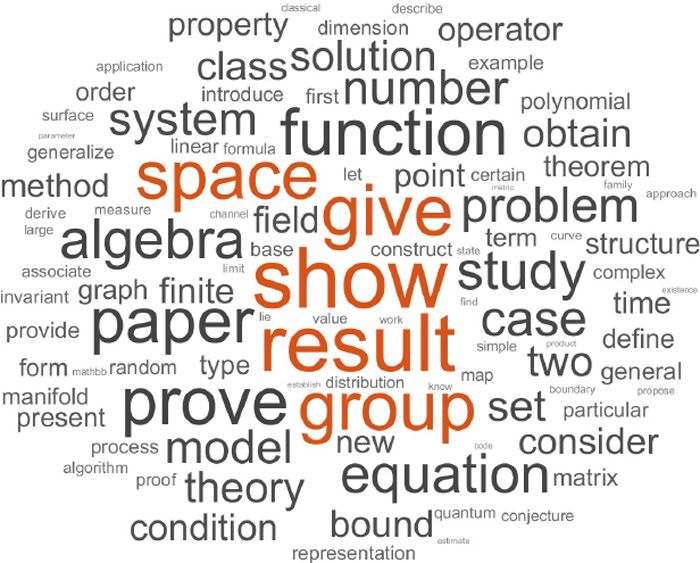 classical
describe
property
dimension
operator
application
class
solution
example
order
introduce
first
number
polynomial
surface
system
function
obtain
parameter
generalize
linear
formula
space
let
point
certain
theorem
method
give
metric
family
approach
problem
derive
measure
channel
field
large
algebra
base
construct
state
term
curve
structure
associate
limit
show
study
complex
invariant
graph
finite
find
existence
time
provide
paper
lie
value
work
case
define
result
simple
product
form
mathbb
random
type
map
two
general
manifold
prove
establish
distribution
know
boundary
propose
present
group
set
particular
process
model
new
code
consider
algorithm
proof
theory
equation
matrix
condition
bound
quantum
conjecture
estimate
representation